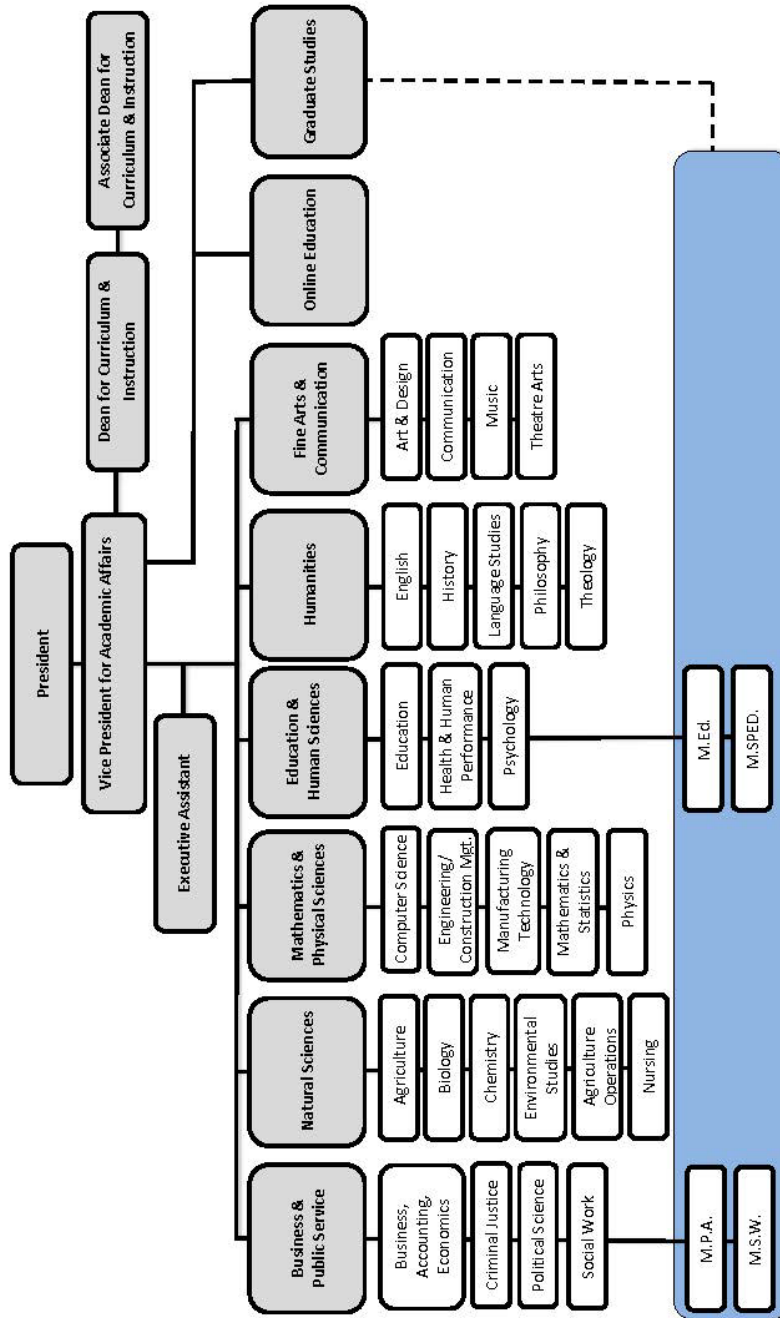 President
Vice President for Academic Affairs
Dean for Curriculum &
Instruction
Associate Dean for
Curriculum & Instruction
Executive Assistant
Business &
Public Service
Natural Sciences
Mathematics &
Physical Sciences
Education &
Human Sciences
Humanities
Fine Arts &
Communication
Online Education
Graduate Studies
Business,
Accounting,
Economics
Criminal Justice
Political Science
Social Work
Agriculture
Biology
Chemistry
Environmental
Studies
Agriculture
Operations
Nursing
Computer Science
Engineering/
Construction Mgt.
Manufacturing
Technology
Mathematics &
Statistics
Physics
Education
Health & Human
Performance
Psychology
English
History
Language Studies
Philosophy
Theology
Art & Design
Communication
Music
Theatre Arts
M.P.A.
M.S.W.
M.Ed.
M.SPED.